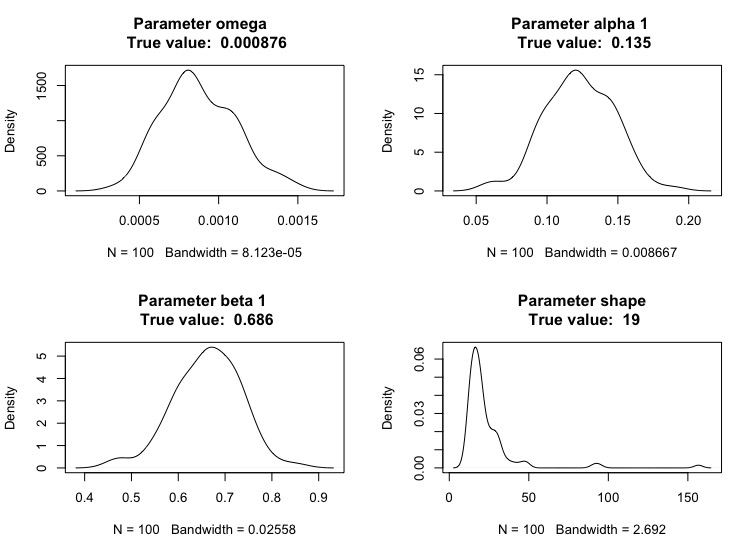 Parameter omega
True value:  0.000876
Density
0
500
1500
0.0005
0.0010
0.0015
N = 100   Bandwidth = 8.123e-05
Parameter alpha 1
True value:  0.135
Density
0
5
10
15
0.05
0.10
0.15
0.20
N = 100   Bandwidth = 0.008667
Parameter beta 1
True value:  0.686
Density
0
1
2
3
4
5
0.4
0.5
0.6
0.7
0.8
0.9
N = 100   Bandwidth = 0.02558
Parameter shape
True value:  19
Density
0.00
0.03
0.06
0
50
100
150
N = 100   Bandwidth = 2.692